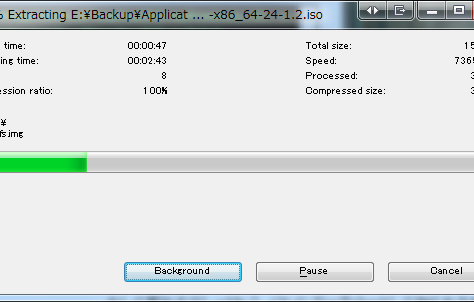 % Extracting E:¥Backup¥Applicat ... -x86_64-24-1.2.iso
time: 00:00:47 Total size: 15
ing time: 00:02:43 Speed: 7365
8 Processed: 3
ession ratio: 100% Compressed size: 3
¥
fs.img
Background Pause Cancel